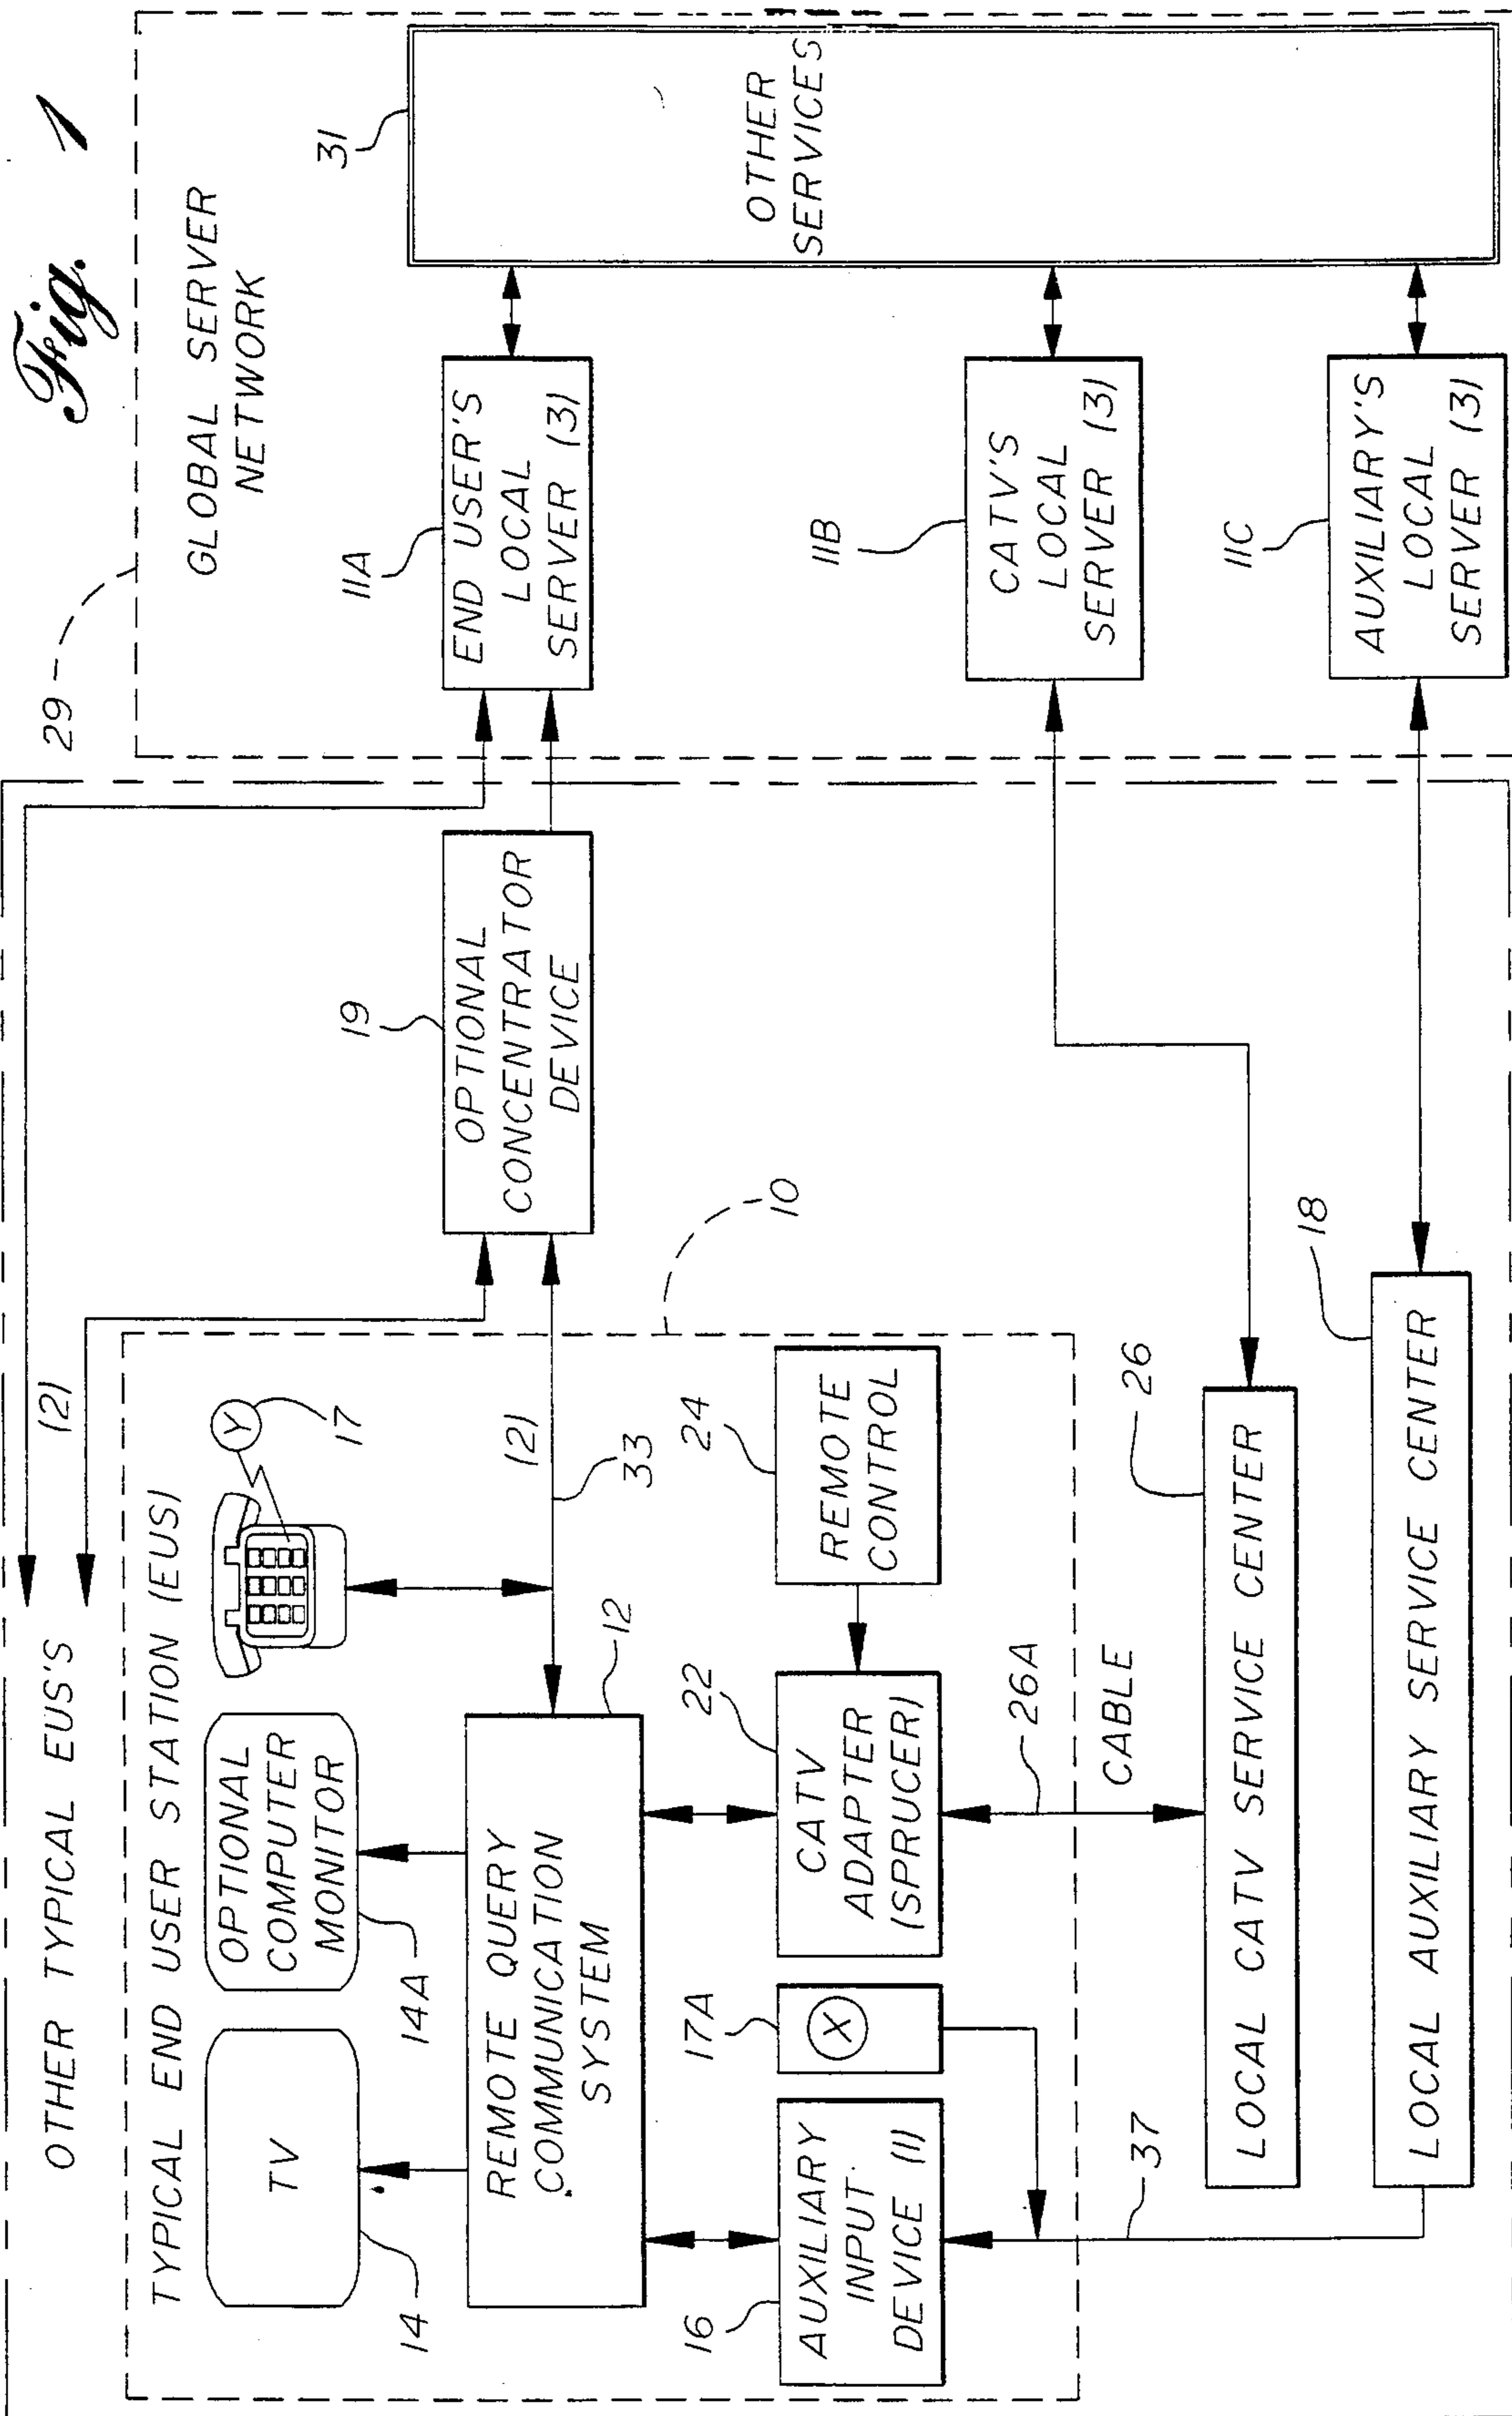 Fig. 1
OTHER TYPICAL EUS'S
(2)
TYPICAL END USER STATION (EUS)
TV
14
OPTIONAL
COMPUTER
MONITOR
14A
Y
17
REMOTE QUERY
COMMUNICATION
SYSTEM
12
(2)
33
AUXILIARY
INPUT
DEVICE (1)
16
X
17A
CATV
ADAPTER
(SPRUCER)
22
REMOTE
CONTROL
24
10
26A
CABLE
37
LOCAL CATV SERVICE CENTER
26
LOCAL AUXILIARY SERVICE CENTER
18
OPTIONAL
CONCENTRATOR
DEVICE
19
29
GLOBAL SERVER
NETWORK
END USER'S
LOCAL
SERVER (3)
11A
CATV'S
LOCAL
SERVER (3)
11B
AUXILIARY'S
LOCAL
SERVER (3)
11C
OTHER
SERVICES
31